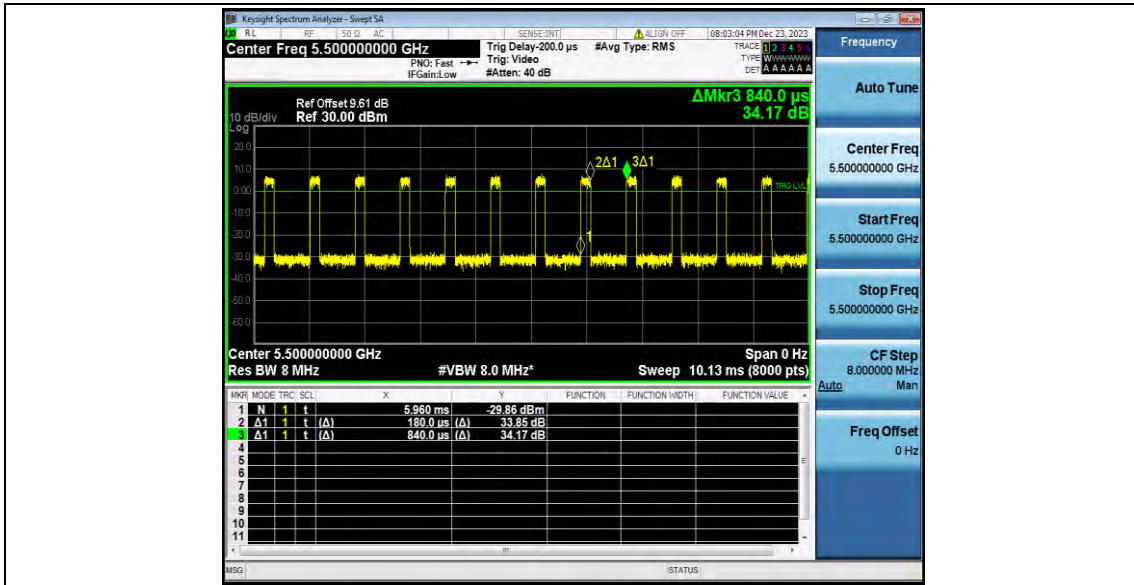 Keysight Spectrum Analyzer - Swept SA
RL RF 50 Ω AC SENSE:INT ALIGN OFF 08:03:04 PM Dec 23, 2023
Center Freq 5.500000000 GHz
Trig Delay-200.0 µs #Avg Type: RMS
PNO: Fast Trig: Video
IFGain:Low #Atten: 40 dB
TRACE 1 2 3 4 5 6
TYPE W
DET A A A A A A
Frequency
Auto Tune
Center Freq
5.500000000 GHz
Start Freq
5.500000000 GHz
Stop Freq
5.500000000 GHz
CF Step
8.000000 MHz
Auto Man
Freq Offset
0 Hz
ΔMkr3 840.0 µs
34.17 dB
Ref Offset 9.61 dB
10 dB/div Ref 30.00 dBm
Log
20.0
10.0
0.00
-10.0
-20.0
-30.0
-40.0
-50.0
-60.0
2Δ1 3Δ1
TRIG LVL
1
Center 5.500000000 GHz Span 0 Hz
Res BW 8 MHz #VBW 8.0 MHz* Sweep 10.13 ms (8000 pts)
MKR MODE TRC SCL X Y FUNCTION FUNCTION WIDTH FUNCTION VALUE
1 N 1 t 5.960 ms -29.86 dBm
2 Δ1 1 t (Δ) 180.0 µs (Δ) 33.85 dB
3 Δ1 1 t (Δ) 840.0 µs (Δ) 34.17 dB
4
5
6
7
8
9
10
11
MSG STATUS